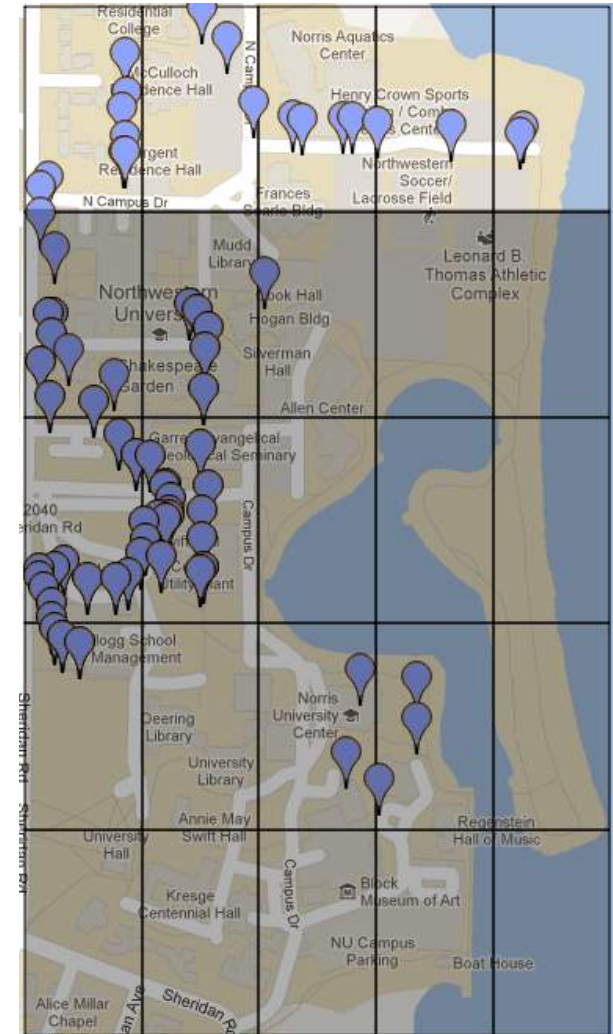 Residential
College
McCulloch
Residence Hall
Norris Aquatics
Center
Henry Crown Sports
N Campus Dr
Frances
Searle Bldg
Northwestern
Soccer/
Lacrosse Field
Mudd
Library
Leonard B.
Thomas Athletic
Complex
Northwestern
University
Hogan Bldg
Shakespeare
Garden
Silverman
Hall
Allen Center
2040
Sheridan Rd
Campus Dr
Kellogg School
Management
Norris
University
Center
Deering
Library
University
Library
Sheridan Rd
Sheridan Rd
Annie May
Swift Hall
University
Hall
Regenstein
Hall of Music
Kresge
Centennial Hall
Campus Dr
Block
Museum of Art
NU Campus
Parking
Boat House
Alice Millar
Chapel
Sheridan Rd